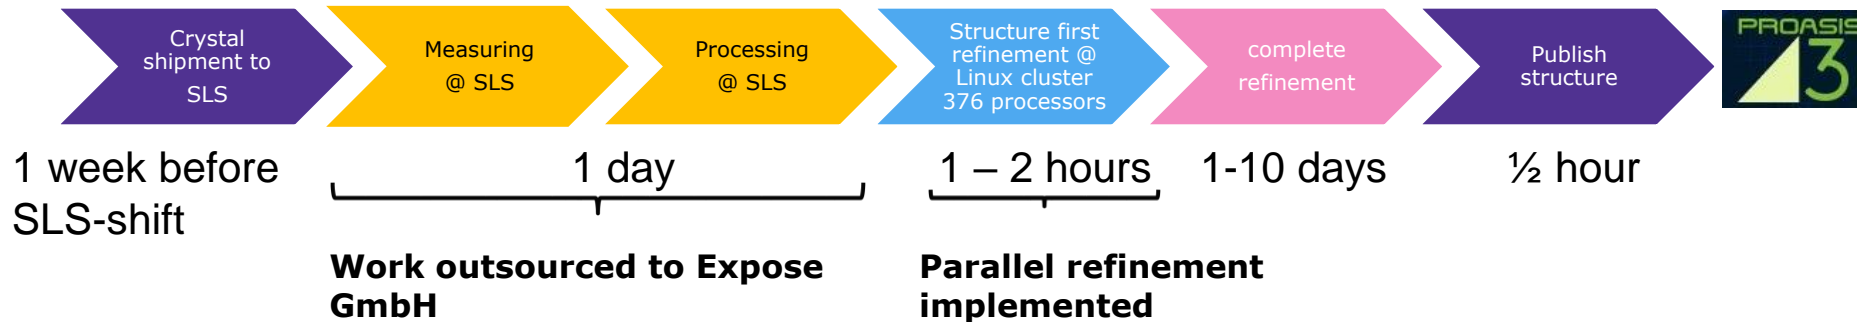 Crystal
shipment to
SLS
Measuring
@ SLS
Processing
@ SLS
Structure first
refinement @
Linux cluster
376 processors
complete
refinement
Publish
structure
PROASIS
3
1 week before
SLS-shift
1 day
1 – 2 hours
1-10 days
½ hour
Work outsourced to Expose
GmbH
Parallel refinement
implemented